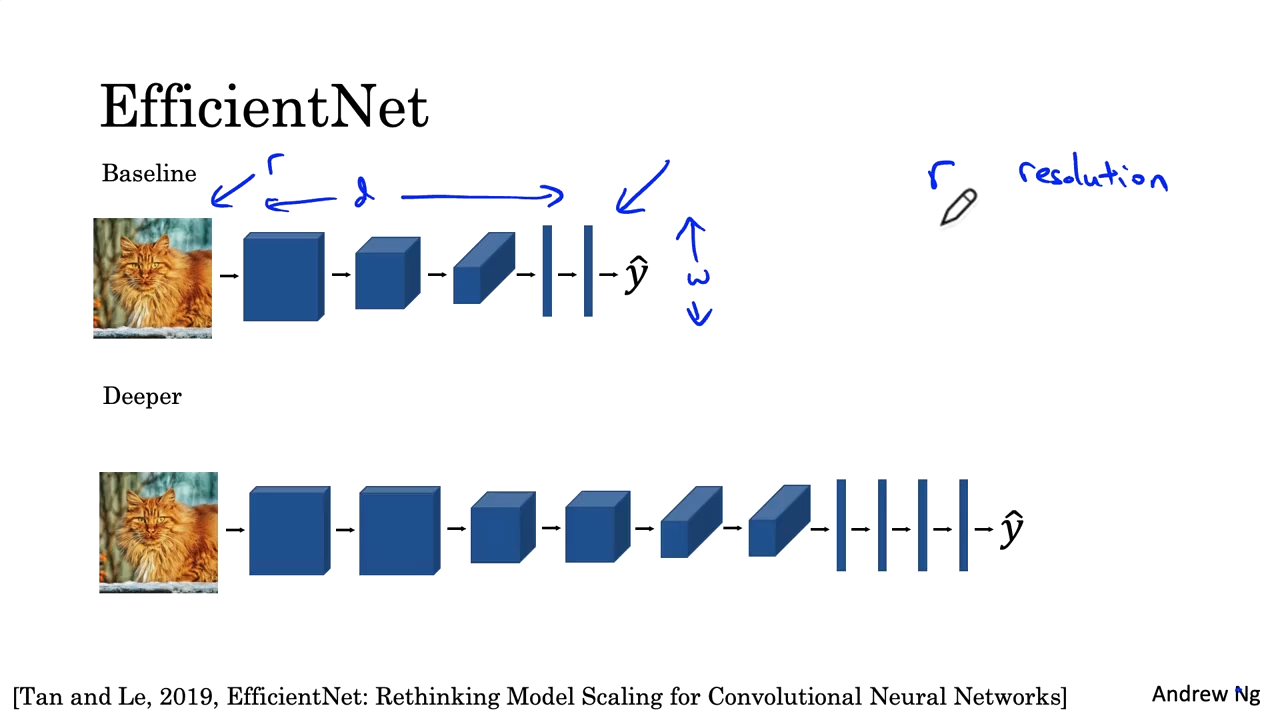 EfficientNet
Baseline
r
d
ŷ
w
r resolution
Deeper
ŷ
[Tan and Le, 2019, EfficientNet: Rethinking Model Scaling for Convolutional Neural Networks]
Andrew Ng